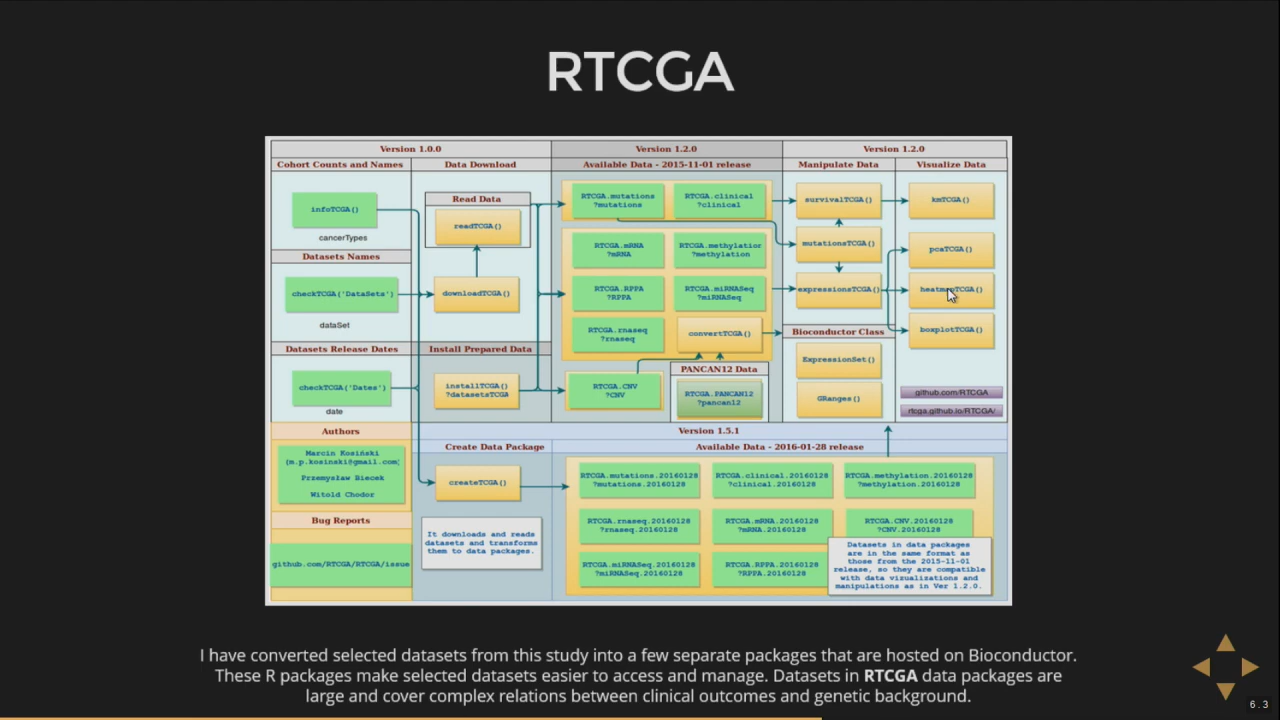 RTCGA
Version 1.0.0
Version 1.2.0
Version 1.2.0
Cohort Counts and Names
Data Download
Available Data - 2015-11-01 release
Manipulate Data
Visualize Data
infoTCGA()
cancerTypes
Datasets Names
checkTCGA('DataSets')
dataSet
Datasets Release Dates
checkTCGA('Dates')
date
Read Data
readTCGA()
downloadTCGA()
Install Prepared Data
installTCGA()
?datasetsTCGA
RTCGA.mutations
?mutations
RTCGA.clinical
?clinical
RTCGA.mRNA
?mRNA
RTCGA.methylatior
?methylation
RTCGA.RPPA
?RPPA
RTCGA.miRNASeq
?miRNASeq
RTCGA.rnaseq
?rnaseq
convertTCGA()
RTCGA.CNV
?CNV
PANCAN12 Data
RTCGA.PANCAN12
?pancan12
survivalTCGA()
mutationsTCGA()
expressionsTCGA()
Bioconductor Class
ExpressionSet()
GRanges()
kmTCGA()
pcaTCGA()
heatmapTCGA()
boxplotTCGA()
github.com/RTCGA
rtcga.github.io/RTCGA/
Authors
Marcin Kosiński
(m.p.kosinski@gmail.com;
Przemysław Biecek
Witold Chodor
Bug Reports
github.com/RTCGA/RTCGA/issue
Version 1.5.1
Create Data Package
Available Data - 2016-01-28 release
createTCGA()
It downloads and reads
datasets and transforms
them to data packages.
RTCGA.mutations.20160128
?mutations.20160128
RTCGA.clinical.20160128
?clinical.20160128
RTCGA.methylation.20160128
?methylation.20160128
RTCGA.rnaseq.20160128
?rnaseq.20160128
RTCGA.mRNA.20160128
?mRNA.20160128
RTCGA.CNV.20160128
?CNV.20160128
RTCGA.miRNASeq.20160128
?miRNASeq.20160128
RTCGA.RPPA.20160128
?RPPA.20160128
Datasets in data packages
are in the same format as
those from the 2015-11-01
release, so they are compatible
with data vizualizations and
manipulations as in Ver 1.2.0.
I have converted selected datasets from this study into a few separate packages that are hosted on Bioconductor.
These R packages make selected datasets easier to access and manage. Datasets in RTCGA data packages are
large and cover complex relations between clinical outcomes and genetic background.
6.3